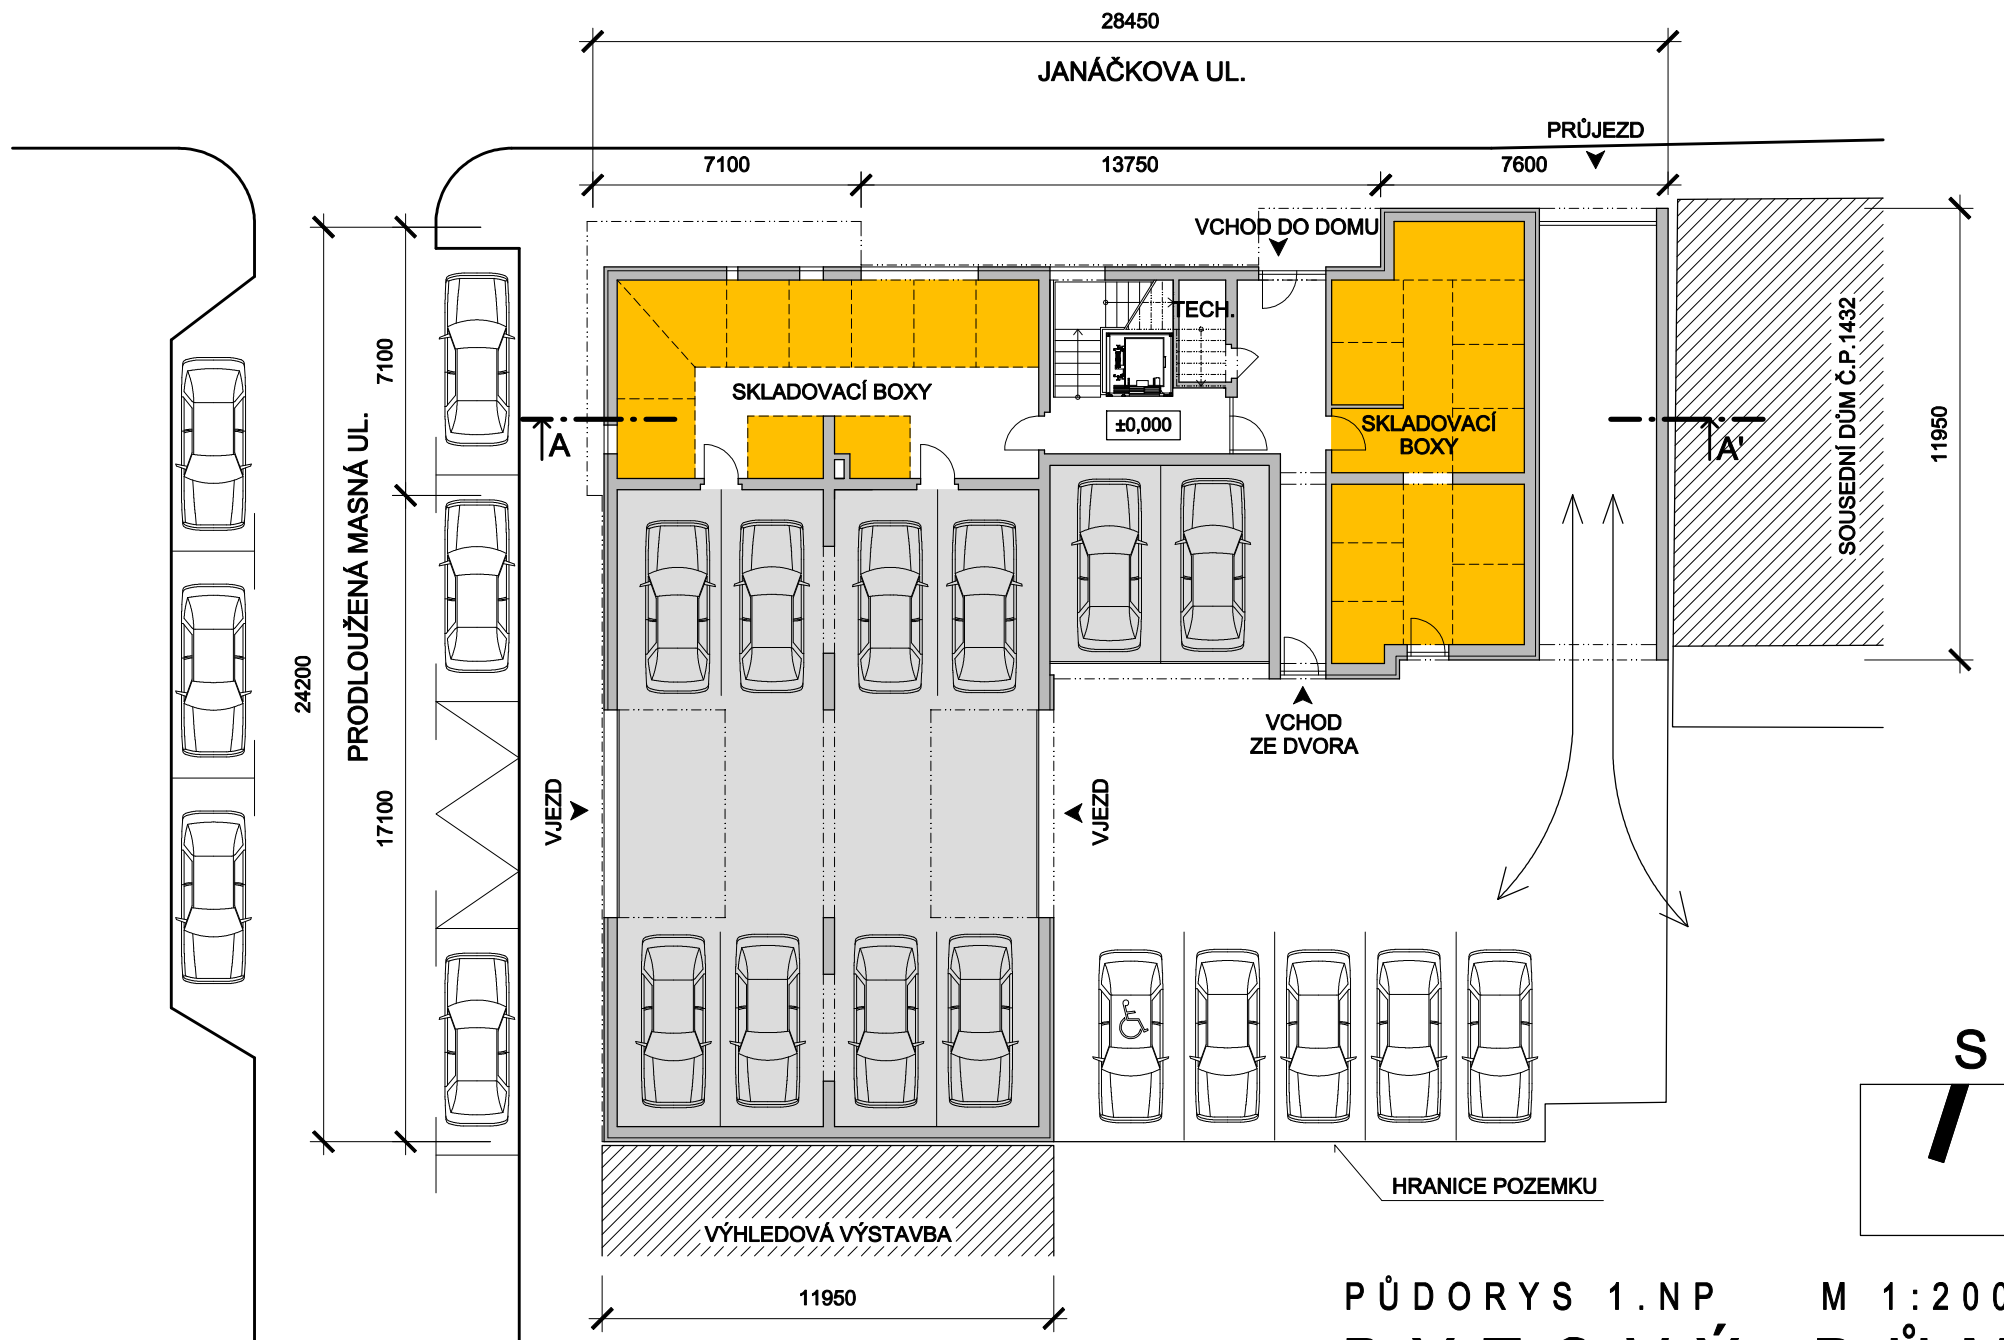 28450
JANÁČKOVA UL.
PRŮJEZD
7100
13750
7600
VCHOD DO DOMU
TECH.
SKLADOVACÍ BOXY
±0,000
SKLADOVACÍ
BOXY
A
A'
SOUSEDNÍ DŮM Č.P.1432
11950
7100
PRODLOUŽENÁ MASNÁ UL.
24200
17100
VCHOD
ZE DVORA
VJEZD
VJEZD
S
HRANICE POZEMKU
VÝHLEDOVÁ VÝSTAVBA
11950
PŮDORYS 1.NP M 1:200